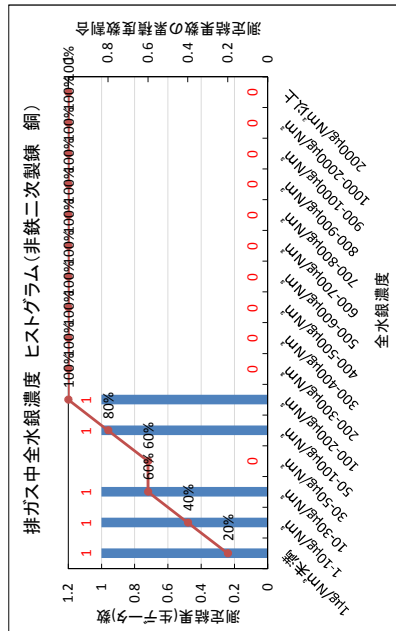 排ガス中全水銀濃度 ヒストグラム(非鉄二次製錬 銅)
測定結果(生データ)数
1.2
1
0.8
0.6
0.4
0.2
0
1 1 1 0 1 1 0 0 0 0 0 0 0 0 0 0
20% 40% 60% 60% 80% 100% 100% 100% 100% 100% 100% 100% 100% 100% 100% 100%
1
0.8
0.6
0.4
0.2
0
測定結果数の累積度数割合
1μg/Nm³未満
1-10μg/Nm³
10-30μg/Nm³
30-50μg/Nm³
50-100μg/Nm³
100-200μg/Nm³
200-300μg/Nm³
300-400μg/Nm³
400-500μg/Nm³
500-600μg/Nm³
600-700μg/Nm³
700-800μg/Nm³
800-900μg/Nm³
900-1000μg/Nm³
1000-2000μg/Nm³
2000μg/Nm³以上
全水銀濃度